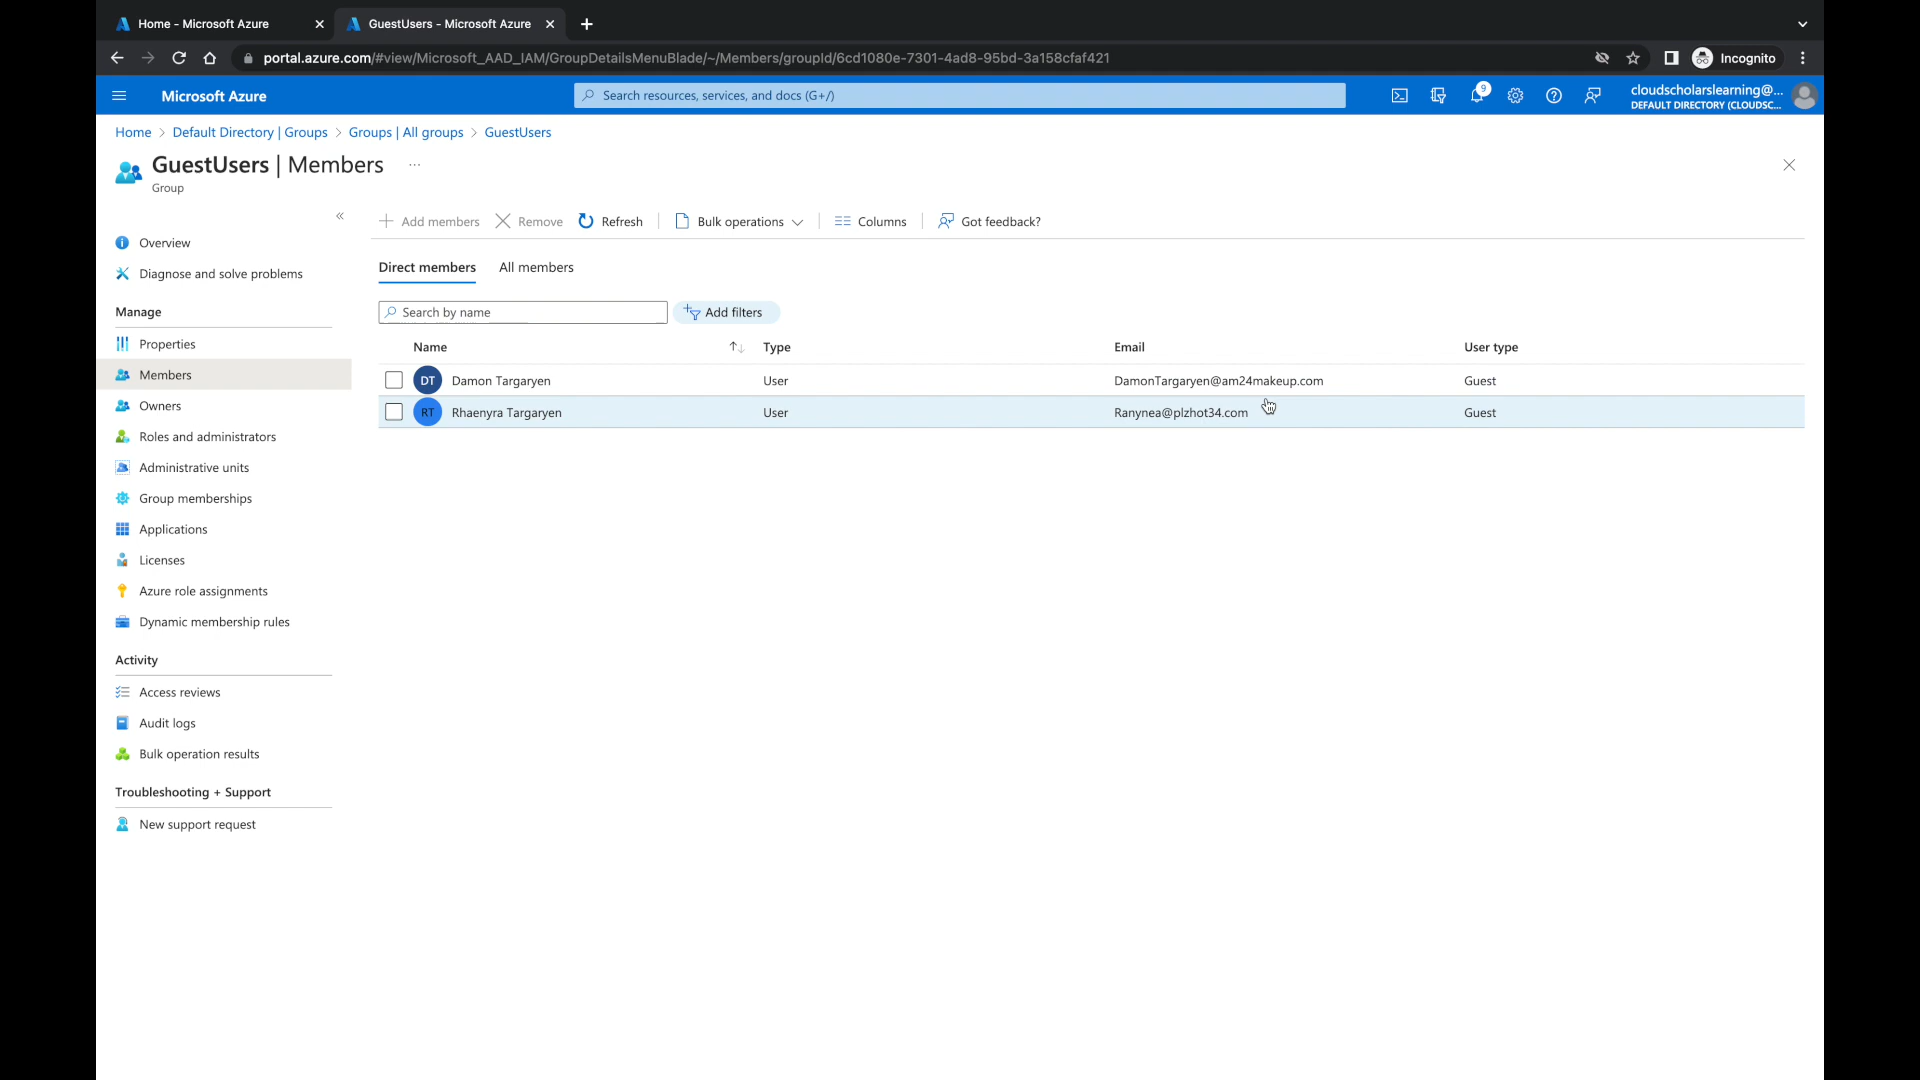 Home - Microsoft Azure
GuestUsers - Microsoft Azure
portal.azure.com/#view/Microsoft_AAD_IAM/GroupDetailsMenuBlade/~/Members/groupId/6cd1080e-7301-4ad8-95bd-3a158cfaf421
Incognito
Microsoft Azure
Search resources, services, and docs (G+/)
9
cloudscholarslearning@...
DEFAULT DIRECTORY (CLOUDSC...
Home > Default Directory | Groups > Groups | All groups > GuestUsers
GuestUsers | Members ...
Group
Add members Remove Refresh Bulk operations Columns Got feedback?
Overview
Diagnose and solve problems
Manage
Properties
Members
Owners
Roles and administrators
Administrative units
Group memberships
Applications
Licenses
Azure role assignments
Dynamic membership rules
Activity
Access reviews
Audit logs
Bulk operation results
Troubleshooting + Support
New support request
Direct members All members
Search by name Add filters
Name Type Email User type
DT Damon Targaryen User DamonTargaryen@am24makeup.com Guest
RT Rhaenyra Targaryen User Ranynea@plzhot34.com Guest